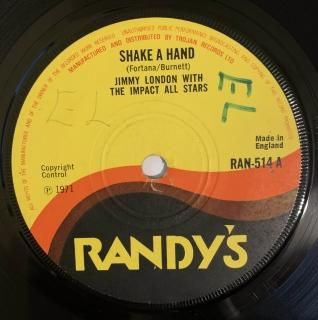 MANUFACTURED AND DISTRIBUTED BY TROJAN RECORDS LTD
SHAKE A HAND
(Fortana/Burnett)
JIMMY LONDON WITH
THE IMPACT ALL STARS
EL
EL
Made in
England
RAN-514 A
Copyright
Control
℗ 1971
RANDY'S